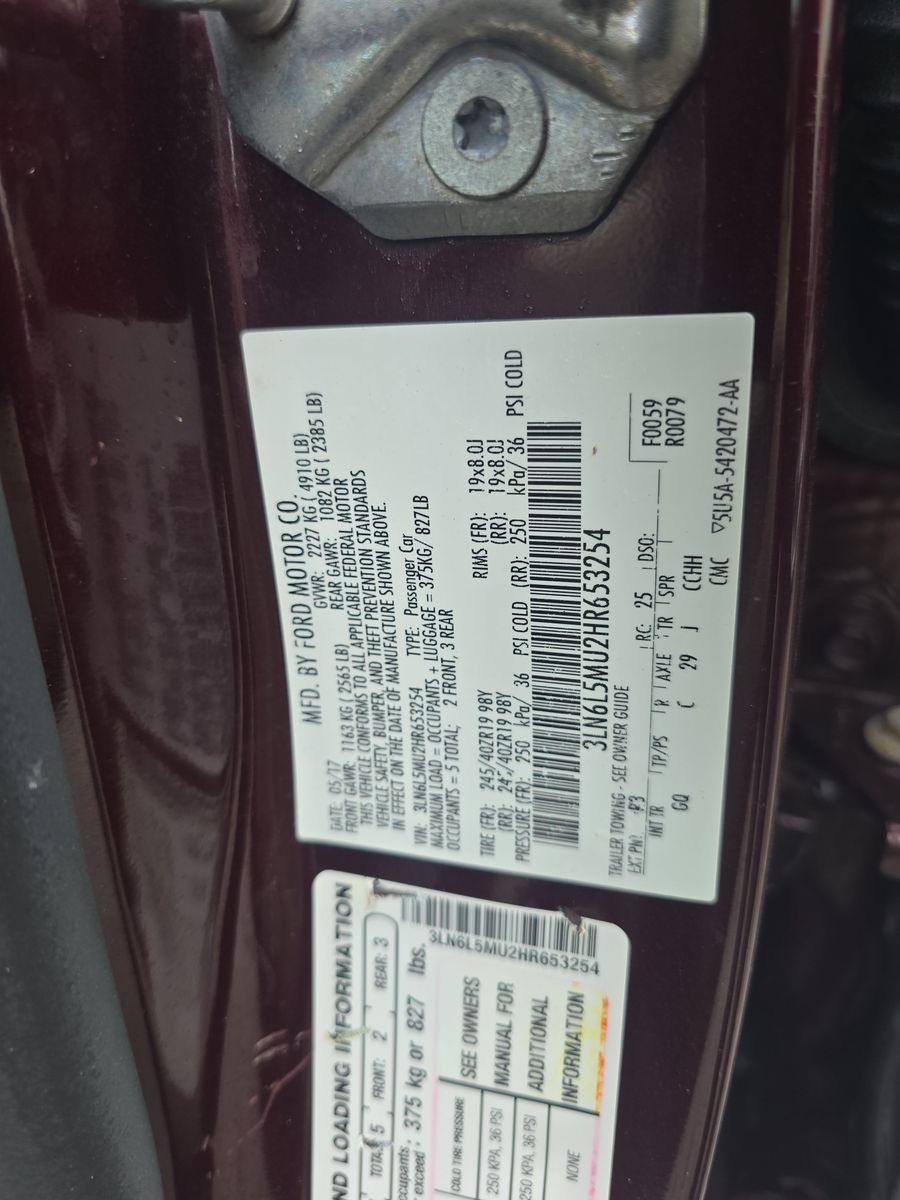 MFD. BY FORD MOTOR CO.
DATE: 05/17 GVWR: 2227 KG ( 4910 LB)
FRONT GAWR: 1163 KG ( 2565 LB) REAR GAWR: 1082 KG ( 2385 LB)
THIS VEHICLE CONFORMS TO ALL APPLICABLE FEDERAL MOTOR
VEHICLE SAFETY, BUMPER, AND THEFT PREVENTION STANDARDS
IN EFFECT ON THE DATE OF MANUFACTURE SHOWN ABOVE.
VIN: 3LN6L5MU2HR653254 TYPE: Passenger Car
MAXIMUM LOAD = OCCUPANTS + LUGGAGE = 375KG/ 827LB
OCCUPANTS = 5 TOTAL: 2 FRONT, 3 REAR
TIRE (FR): 245/40ZR19 98Y RIMS (FR): 19x8.0J
(RR): 24 /40ZR19 98Y (RR): 19x8.0J
PRESSURE (FR): 250 kPa/ 36 PSI COLD (RR): 250 kPa/ 36 PSI COLD
3LN6L5MU2HR653254
TRAILER TOWING - SEE OWNER GUIDE
EXT PNT: R3 RC: 25 DSO: F0059
R0079
INT TR TP/PS R AXLE TR SPR
GQ C 29 J CCHH
CMC ▽5U5A-5420472-AA
ND LOADING INFORMATION
TOTAL 5 FRONT: 2 REAR: 3
ccupants exceed : 375 kg or 827 lbs.
3LN6L5MU2HR653254
COLD TIRE PRESSURE
250 KPA, 36 PSI
250 KPA, 36 PSI
NONE
SEE OWNERS
MANUAL FOR
ADDITIONAL
INFORMATION